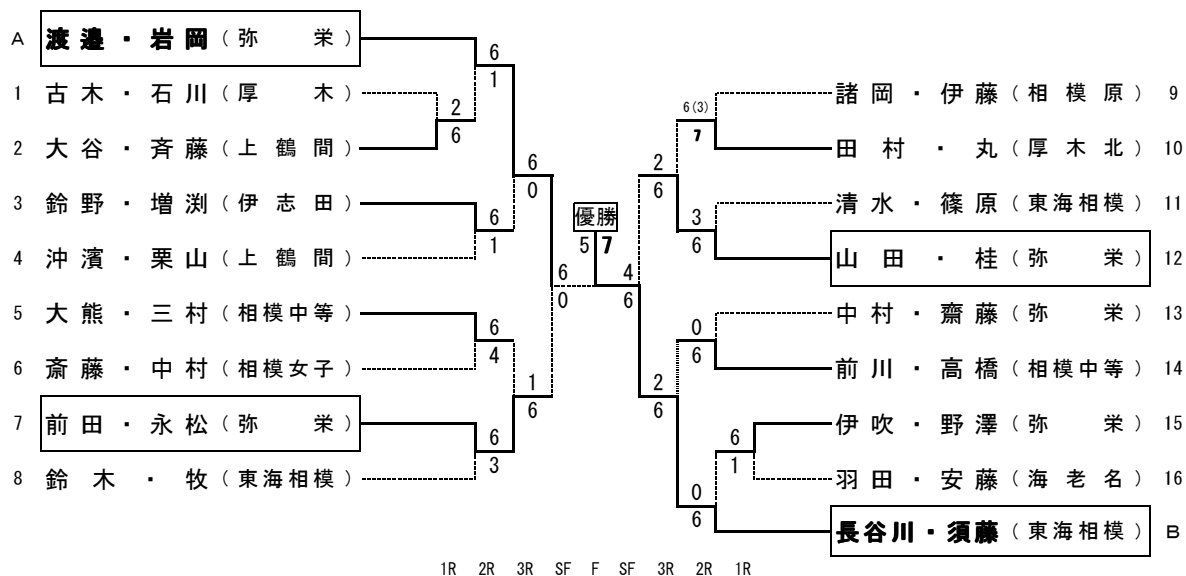 A 渡邉・岩岡（弥　栄）
1 古木・石川（厚　木）
2 大谷・斉藤（上鶴間）
3 鈴野・増渕（伊志田）
4 沖濱・栗山（上鶴間）
5 大熊・三村（相模中等）
6 斎藤・中村（相模女子）
7 前田・永松（弥　栄）
8 鈴木・牧（東海相模）
6
1
2
6
6
1
6
4
6
3
6
0
1
6
6
0
優勝
5 7
4
6
2
6
2
6
6(3)
7
3
6
0
6
0
6
6
1
諸岡・伊藤（相模原） 9
田村・丸（厚木北） 10
清水・篠原（東海相模） 11
山田・桂（弥　栄） 12
中村・齋藤（弥　栄） 13
前川・高橋（相模中等） 14
伊吹・野澤（弥　栄） 15
羽田・安藤（海老名） 16
長谷川・須藤（東海相模） B
1R 2R 3R SF F SF 3R 2R 1R